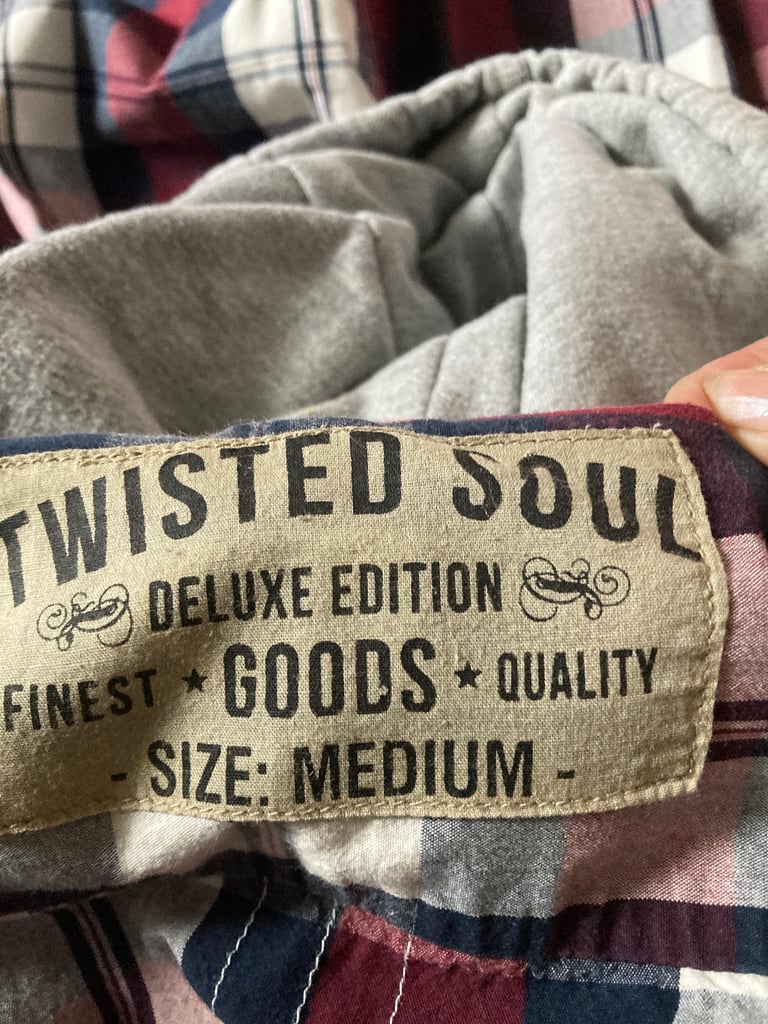 TWISTED SOUL
DELUXE EDITION
FINEST ★ GOODS ★ QUALITY
- SIZE: MEDIUM -